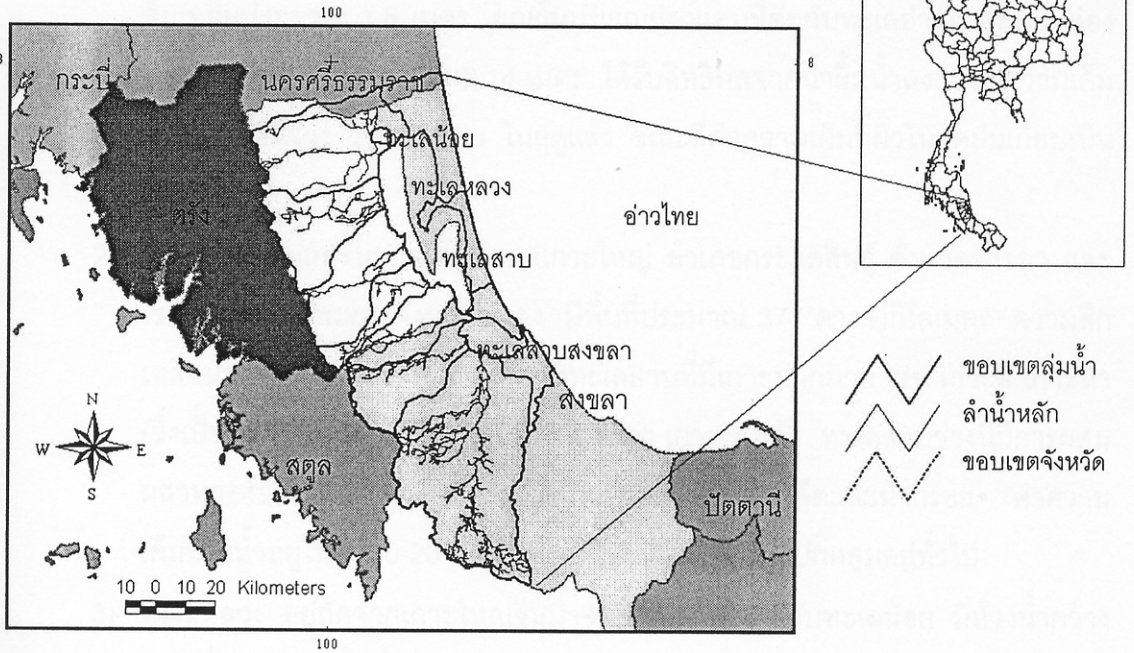 100
8
8
กระบี่
นครศรีธรรมราช
ทะเลน้อย
ทะเลหลวง
ตรัง
อ่าวไทย
ทะเลสาบ
ทะเลสาบสงขลา
สงขลา
ขอบเขตลุ่มน้ำ
ลำน้ำหลัก
ขอบเขตจังหวัด
N
W E
S
สตูล
ปัตตานี
10 0 10 20 Kilometers
100